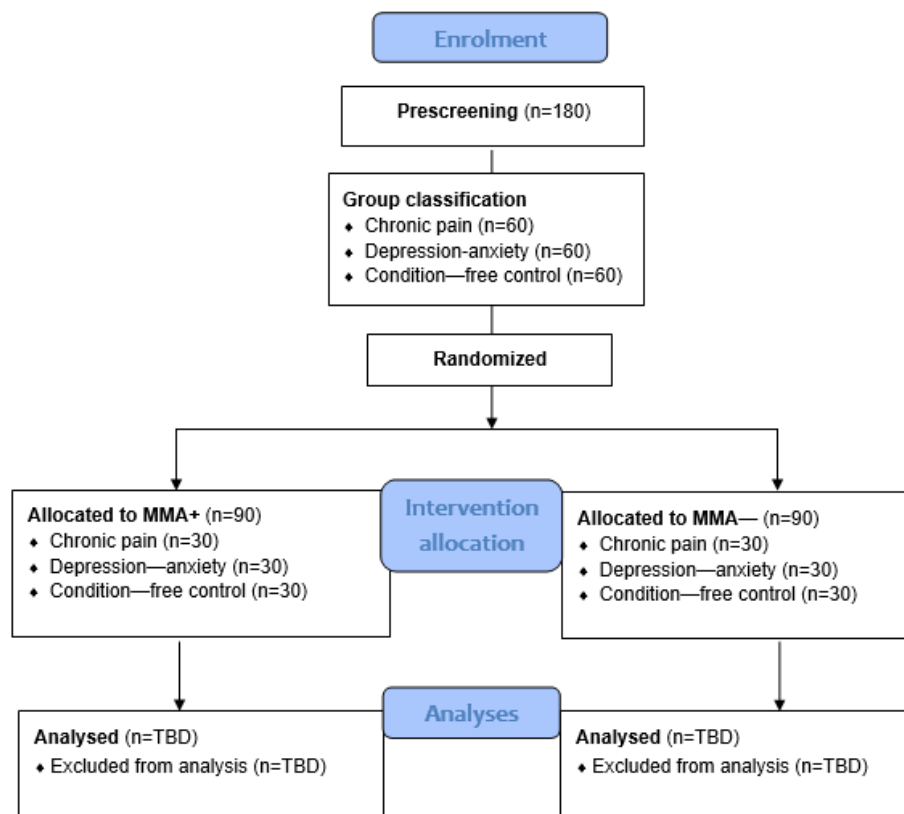 Enrolment
Prescreening (n=180)
Group classification
♦ Chronic pain (n=60)
♦ Depression-anxiety (n=60)
♦ Condition—free control (n=60)
Randomized
Intervention
allocation
Allocated to MMA+ (n=90)
♦ Chronic pain (n=30)
♦ Depression—anxiety (n=30)
♦ Condition—free control (n=30)
Allocated to MMA— (n=90)
♦ Chronic pain (n=30)
♦ Depression—anxiety (n=30)
♦ Condition—free control (n=30)
Analyses
Analysed (n=TBD)
♦ Excluded from analysis (n=TBD)
Analysed (n=TBD)
♦ Excluded from analysis (n=TBD)